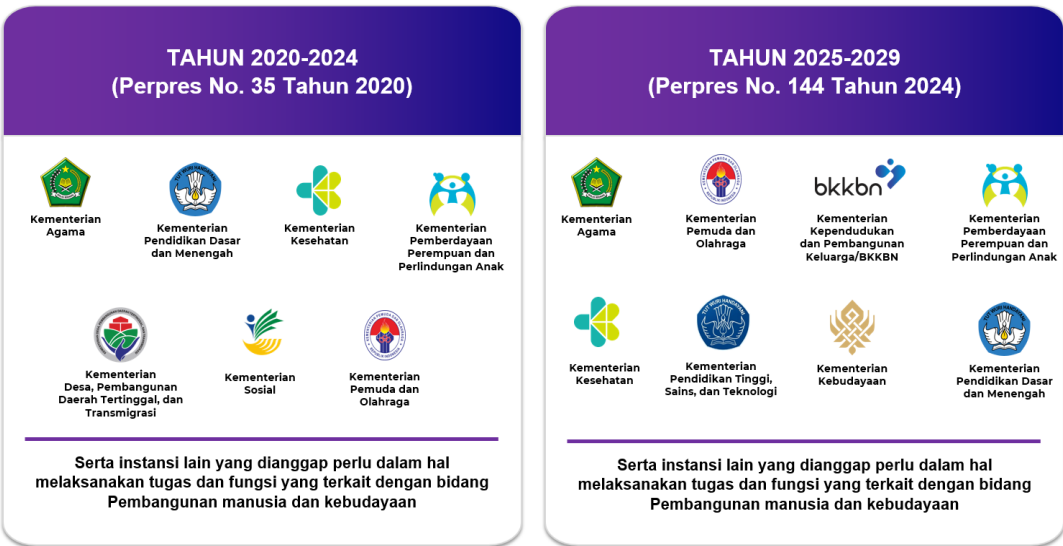 TAHUN 2020-2024
(Perpres No. 35 Tahun 2020)
Kementerian
Agama
Kementerian
Pendidikan Dasar
dan Menengah
Kementerian
Kesehatan
Kementerian
Pemberdayaan
Perempuan dan
Perlindungan Anak
Kementerian
Desa, Pembangunan
Daerah Tertinggal, dan
Transmigrasi
Kementerian
Sosial
Kementerian
Pemuda dan
Olahraga
Serta instansi lain yang dianggap perlu dalam hal
melaksanakan tugas dan fungsi yang terkait dengan bidang
Pembangunan manusia dan kebudayaan
TAHUN 2025-2029
(Perpres No. 144 Tahun 2024)
Kementerian
Agama
Kementerian
Pemuda dan
Olahraga
bkkbn
Kementerian
Kependudukan
dan Pembangunan
Keluarga/BKKBN
Kementerian
Pemberdayaan
Perempuan dan
Perlindungan Anak
Kementerian
Kesehatan
Kementerian
Pendidikan Tinggi,
Sains, dan Teknologi
Kementerian
Kebudayaan
Kementerian
Pendidikan Dasar
dan Menengah
Serta instansi lain yang dianggap perlu dalam hal
melaksanakan tugas dan fungsi yang terkait dengan bidang
Pembangunan manusia dan kebudayaan